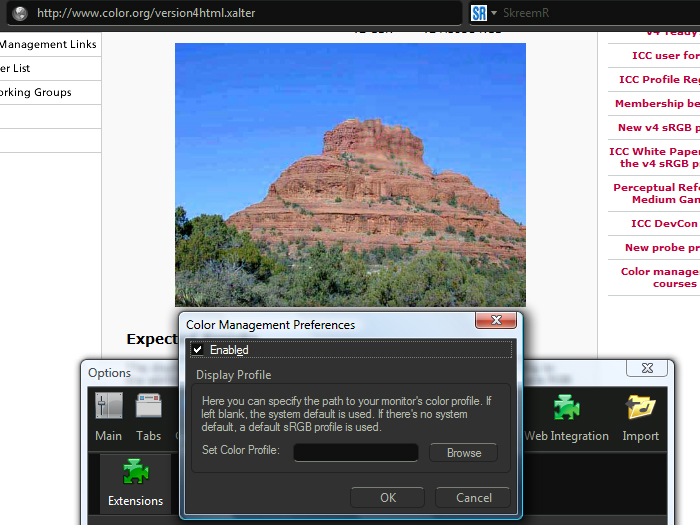 http://www.color.org/version4html.xalter
SR
SkreemR
Management Links
er List
orking Groups
v4 ready
ICC user for
ICC Profile Reg
Membership be
New v4 sRGB p
ICC White Paper
the v4 sRGB p
Perceptual Refe
Medium Gam
ICC DevCon
New probe pr
Color manage
courses
Expect
Color Management Preferences
Enabled
Display Profile
Here you can specify the path to your monitor's color profile. If
left blank, the system default is used. If there's no system
default, a default sRGB profile is used.
Set Color Profile:
Browse
OK
Cancel
Options
Main
Tabs
Web Integration
Import
Extensions